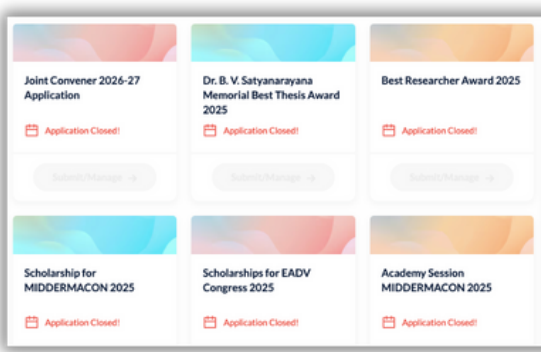 Joint Convener 2026-27
Application
Application Closed!
Submit/Manage →
Dr. B. V. Satyanarayana
Memorial Best Thesis Award
2025
Application Closed!
Submit/Manage →
Best Researcher Award 2025
Application Closed!
Submit/Manage →
Scholarship for
MIDDERMACON 2025
Application Closed!
Scholarships for EADV
Congress 2025
Application Closed!
Academy Session
MIDDERMACON 2025
Application Closed!